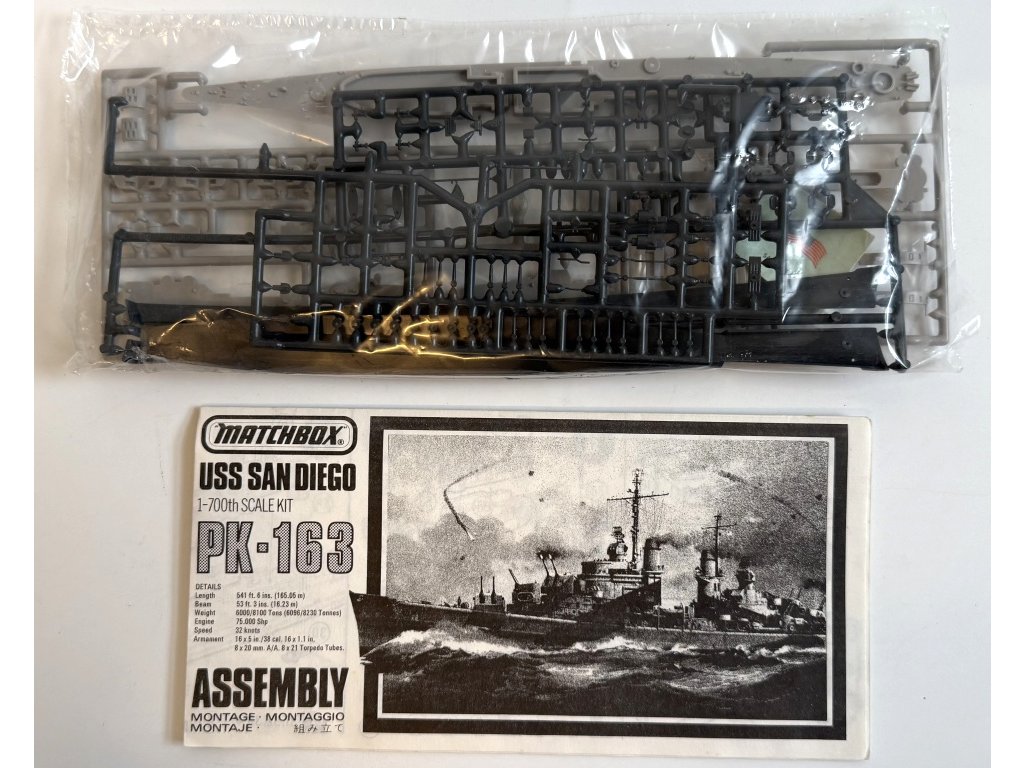 MATCHBOX®
USS SAN DIEGO
1-700th SCALE KIT
PK-163
DETAILS
Length 541 ft. 6 ins. (165.05 m)
Beam 53 ft. 3 ins. (16.23 m)
Weight 6000/8100 Tons (6096/8230 Tonnes)
Engine 75.000 Shp
Speed 32 knots
Armament 16 x 5 in./38 cal. 16 x 1.1 in.
8 x 20 mm. A/A. 8 x 21 Torpedo Tubes.
ASSEMBLY
MONTAGE · MONTAGGIO
MONTAJE · 組み立て